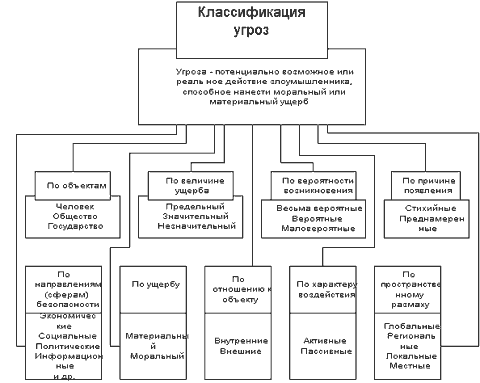 Классификация
угроз
Угроза - потенциально возможное или
реаль ное действие злоумышленника,
способное нанести моральный или
материальный ущерб
По объектам
Человек
Общество
Государство
По величине
ущерба
Предельный
Значительный
Незначительный
По вероятности
возникновения
Весьма вероятные
Вероятные
Маловероятные
По причине
появления
Стихийные
Преднамерен
ные
По
направлениям
(сферам)
безопасности
Экономичес
кие
Социальные
Политические
Информацион
ные
и др.
По ущербу
Материальны
й
Моральный
По
отношению к
объекту
Внутренние
Внешние
По характеру
воздействия
Активные
Пассивные
По
пространстве
нному
размаху
Глобальные
Региональ
ные
Локальные
Местные